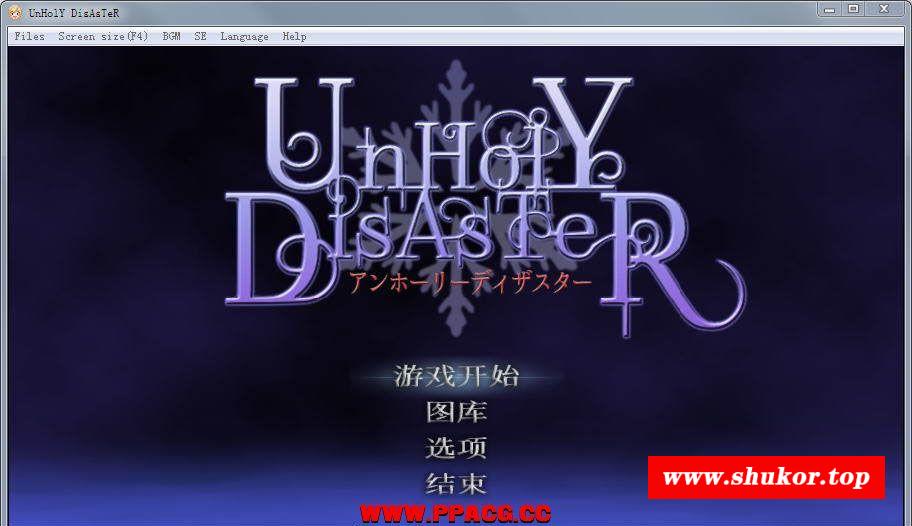 UnHolY DisAsTeR
Files Screen size(F4) BGM SE Language Help
UnHolY
DisAsTeR
アンホーリーディザスター
游戏开始
图库
选项
结束
www.shukor.top
WWW.PPACG.CC